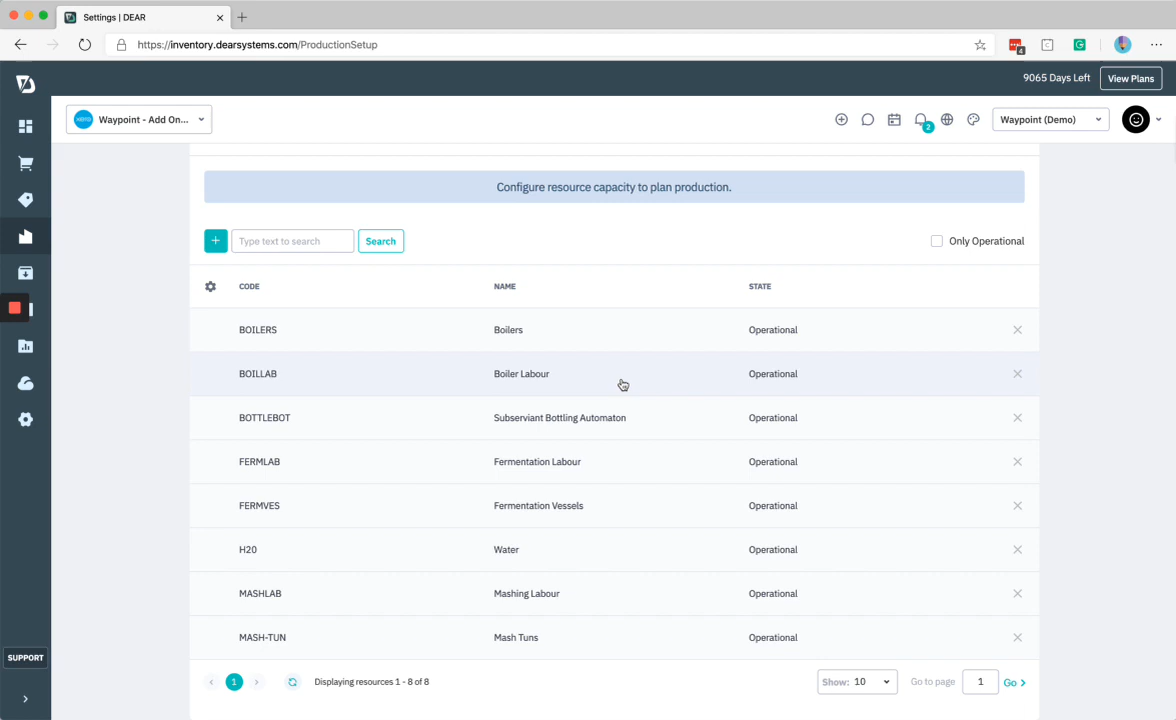 Settings | DEAR
https://inventory.dearsystems.com/ProductionSetup
4
9065 Days Left
View Plans
xero
Waypoint - Add On...
2
Waypoint (Demo)
Configure resource capacity to plan production.
Type text to search
Search
Only Operational
CODE NAME STATE
BOILERS Boilers Operational
BOILLAB Boiler Labour Operational
BOTTLEBOT Subserviant Bottling Automaton Operational
FERMLAB Fermentation Labour Operational
FERMVES Fermentation Vessels Operational
H20 Water Operational
MASHLAB Mashing Labour Operational
MASH-TUN Mash Tuns Operational
SUPPORT
1
Displaying resources 1 - 8 of 8
Show: 10
Go to page
1
Go